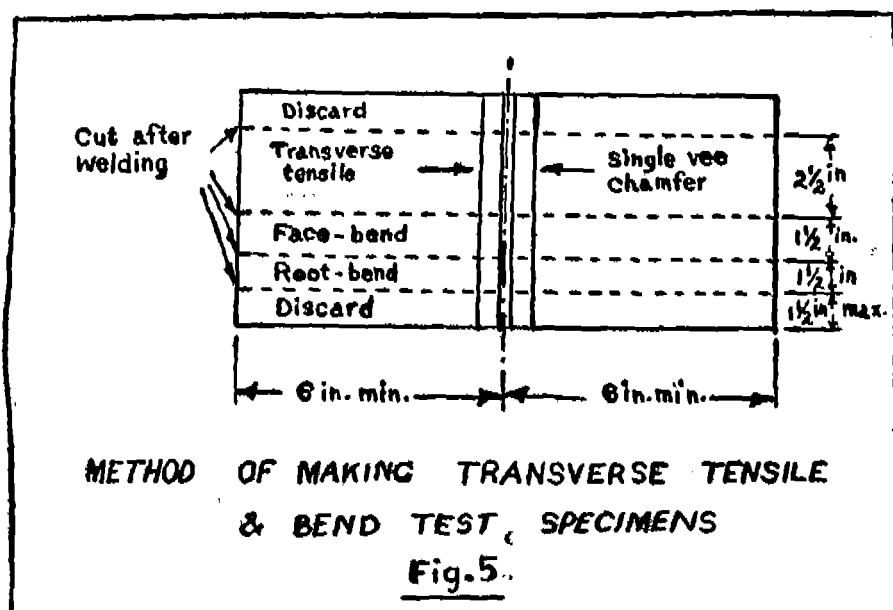 Discard
Cut after
welding
Transverse
tensile
Single vee
Chamfer
2½ in
Face-bend
1½ in.
Root-bend
1½ in
Discard
1½ in max.
6 in. min.
6 in. min.
METHOD OF MAKING TRANSVERSE TENSILE
& BEND TEST SPECIMENS
Fig.5.